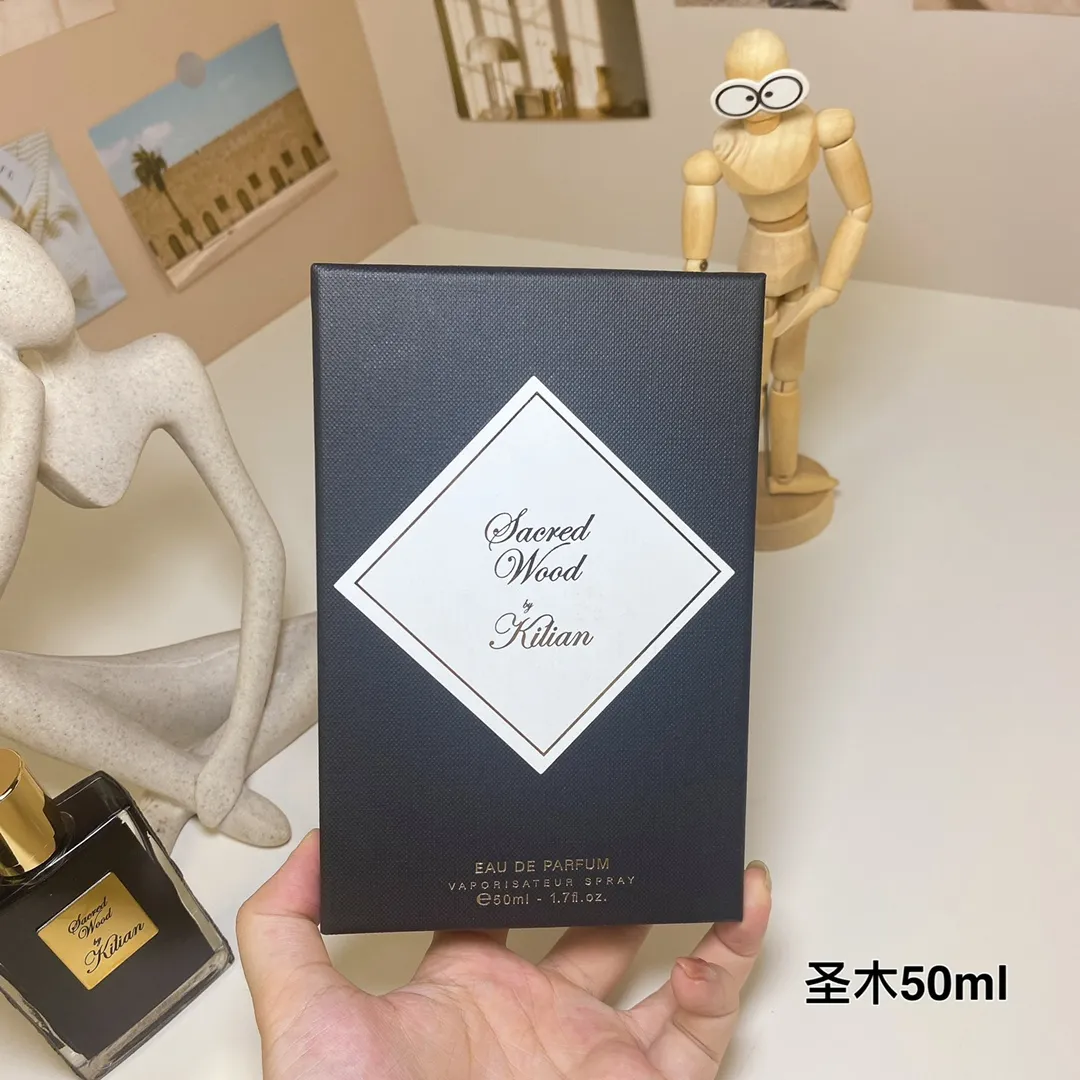 Sacred
Wood
by
Kilian
EAU DE PARFUM
VAPORISATEUR SPRAY
℮50ml - 1.7fl.oz.
Sacred
Wood
by
Kilian
圣木50ml